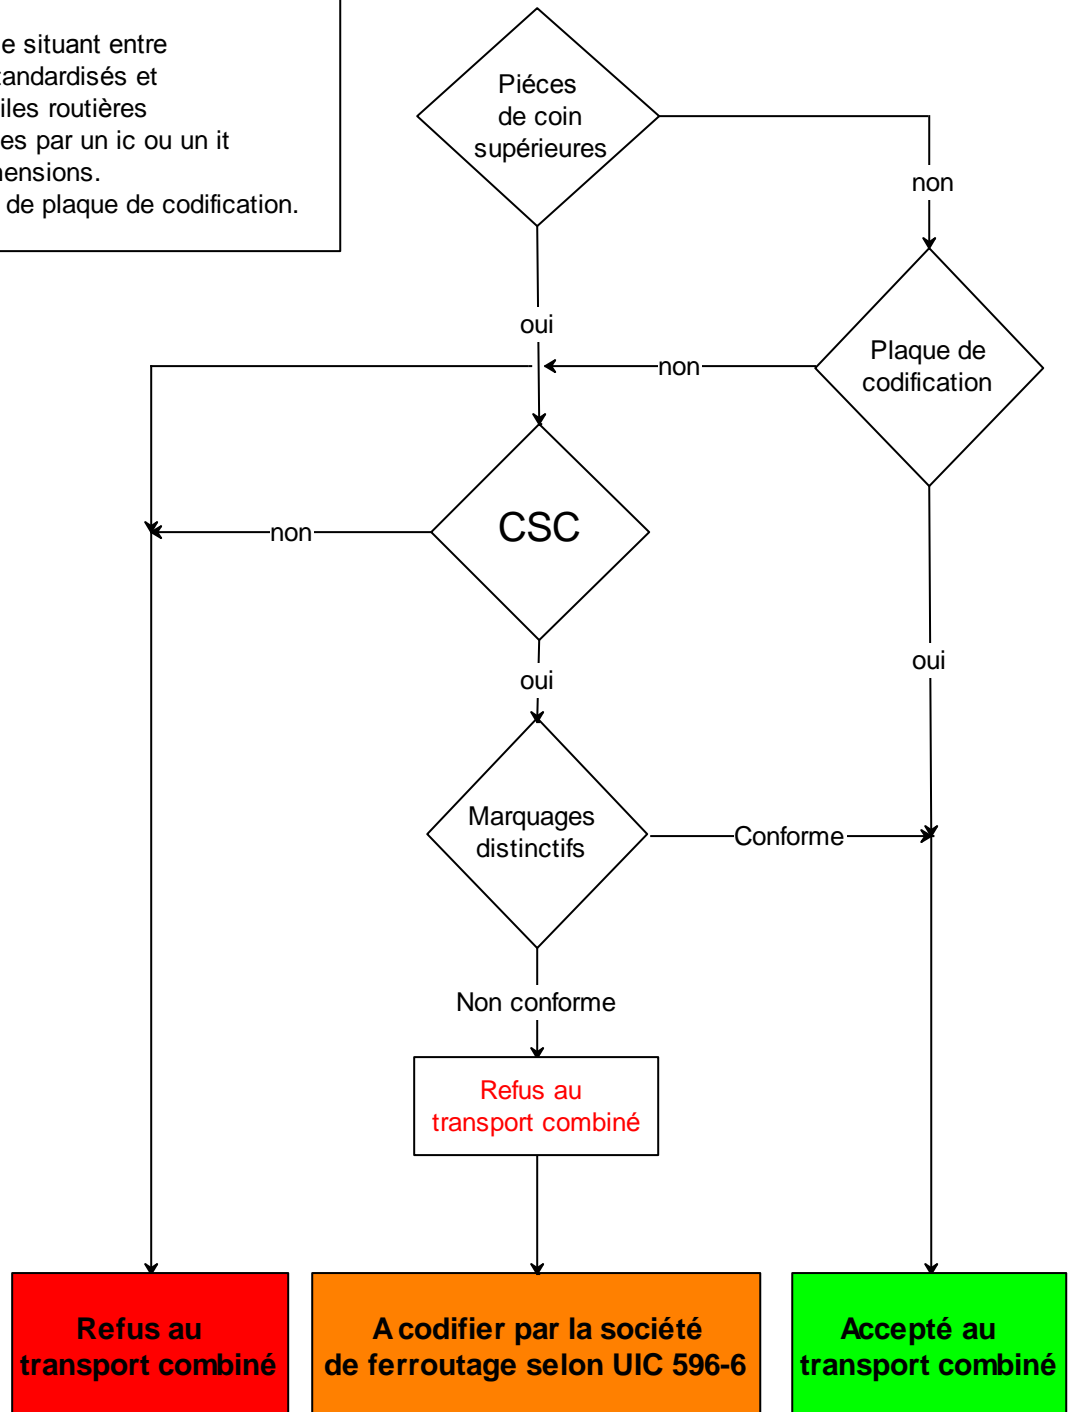 e situant entre
tandardisés et
iles routières
es par un ic ou un it
nensions.
de plaque de codification.
Piéces
de coin
supérieures
non
oui
Plaque de
codification
non
CSC
non
oui
oui
Marquages
distinctifs
Conforme
Non conforme
Refus au
transport combiné
Refus au
transport combiné
A codifier par la société
de ferroutage selon UIC 596-6
Accepté au
transport combiné